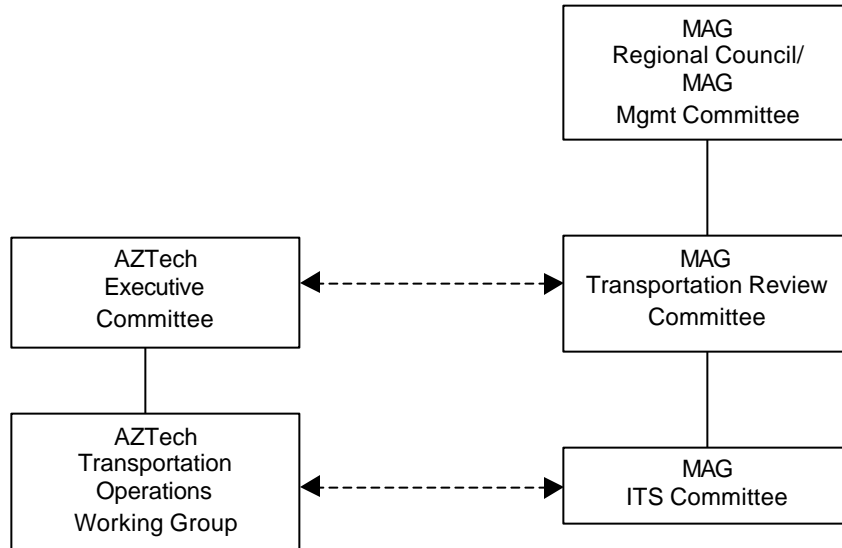 MAG
Regional Council/
MAG
Mgmt Committee
AZTech
Executive
Committee
MAG
Transportation Review
Committee
AZTech
Transportation
Operations
Working Group
MAG
ITS Committee